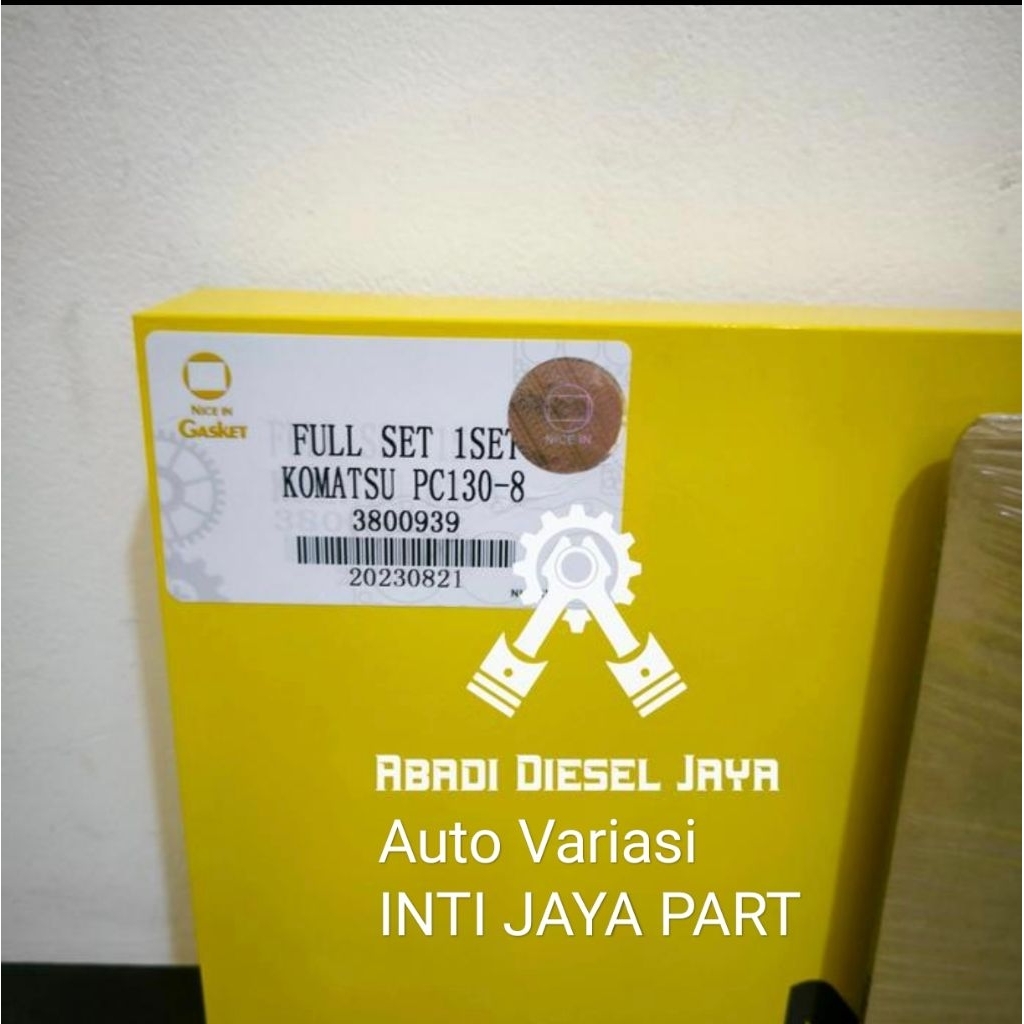 NICE IN
GASKET
FULL SET 1SET
KOMATSU PC130-8
3800939
20230821
NICE IN
ABADI DIESEL JAYA
Auto Variasi
INTI JAYA PART